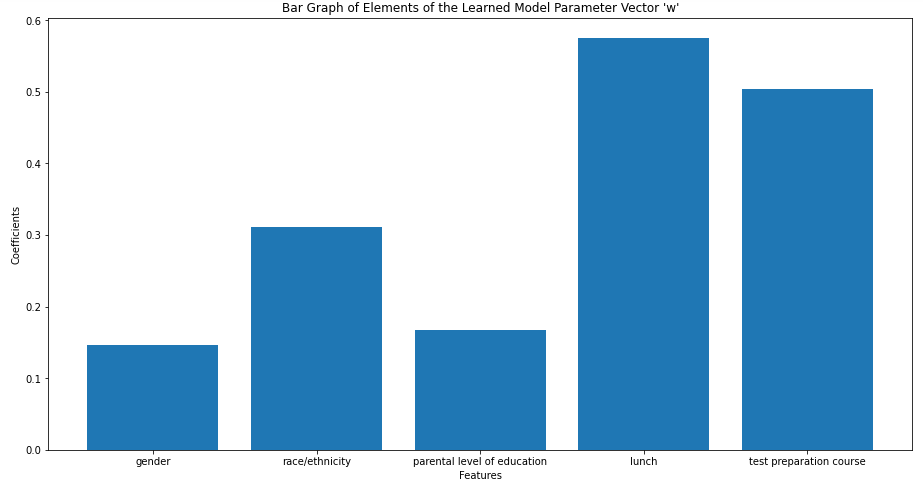 Bar Graph of Elements of the Learned Model Parameter Vector 'w'
0.6
0.5
0.4
0.3
0.2
0.1
0.0
Coefficients
gender race/ethnicity parental level of education lunch test preparation course
Features